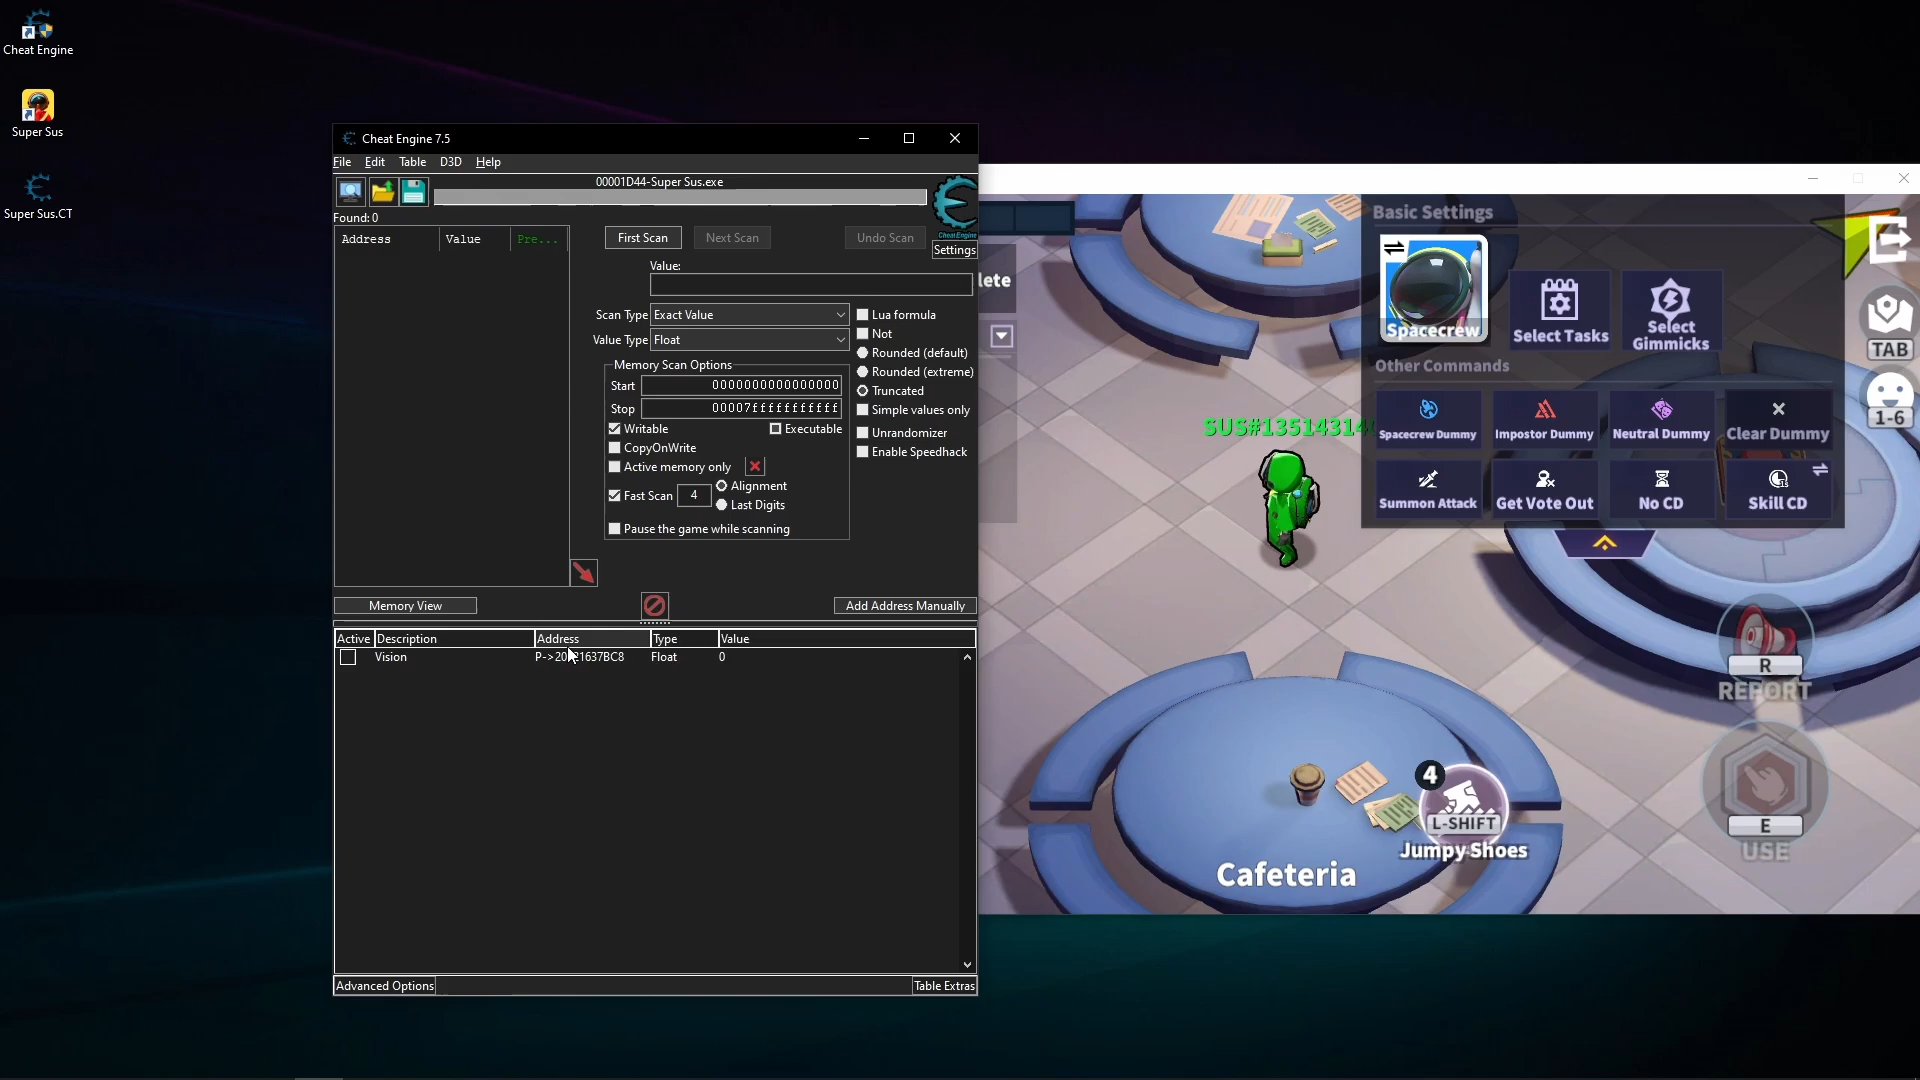 Cheat Engine
Super Sus
Super Sus.CT
Cheat Engine 7.5
File Edit Table D3D Help
00001D44-Super Sus.exe
Found: 0
Address Value Pre...
Cheat Engine
Settings
First Scan Next Scan Undo Scan
Value:
Scan Type Exact Value
Value Type Float
Lua formula
Not
Rounded (default)
Rounded (extreme)
Truncated
Simple values only
Unrandomizer
Enable Speedhack
Memory Scan Options
Start 0000000000000000
Stop 00007fffffffffff
Writable Executable
CopyOnWrite
Active memory only
Fast Scan 4 Alignment
Last Digits
Pause the game while scanning
Memory View Add Address Manually
Active Description Address Type Value
Vision Float 0
Advanced Options Table Extras
lete
Basic Settings
Spacecrew
Select Tasks
Select
Gimmicks
Other Commands
Spacecrew Dummy Impostor Dummy Neutral Dummy Clear Dummy
Summon Attack Get Vote Out No CD Skill CD
1s
TAB
1-6
SUS#1351431
R
REPORT
4
L-SHIFT
Jumpy Shoes
E
USE
Cafeteria